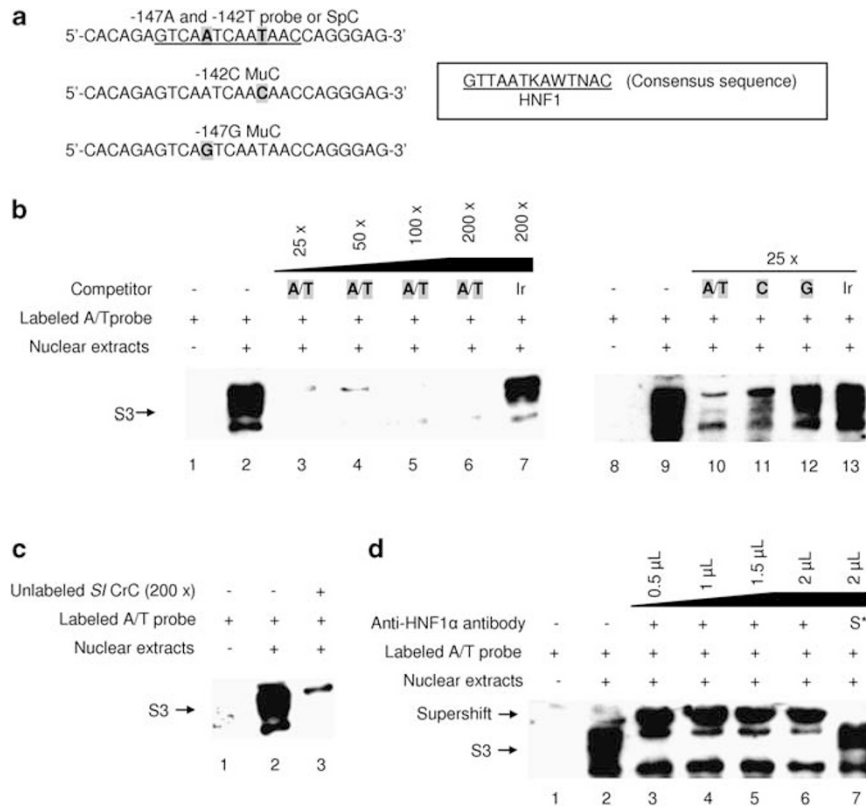 a
-147A and -142T probe or SpC
5'-CACAGAGTCAATCAATAACCAGGGAG-3'
-142C MuC
5'-CACAGAGTCAATCAACAACCAGGGAG-3'
-147G MuC
5'-CACAGAGTCAGTCAATAACCAGGGAG-3'
GTTAATKAWTNAC (Consensus sequence)
HNF1
b
25 x 50 x 100 x 200 x 200 x
25 x
Competitor - - A/T A/T A/T A/T Ir - - A/T C G Ir
Labeled A/Tprobe + + + + + + + + + + + + +
Nuclear extracts - + + + + + + - + + + + +
S3
1 2 3 4 5 6 7 8 9 10 11 12 13
c
Unlabeled SI CrC (200 x) - - +
Labeled A/T probe + + +
Nuclear extracts - + +
S3
1 2 3
d
0.5 µL 1 µL 1.5 µL 2 µL 2 µL
Anti-HNF1α antibody - - + + + + S*
Labeled A/T probe + + + + + + +
Nuclear extracts - + + + + + +
Supershift
S3
1 2 3 4 5 6 7